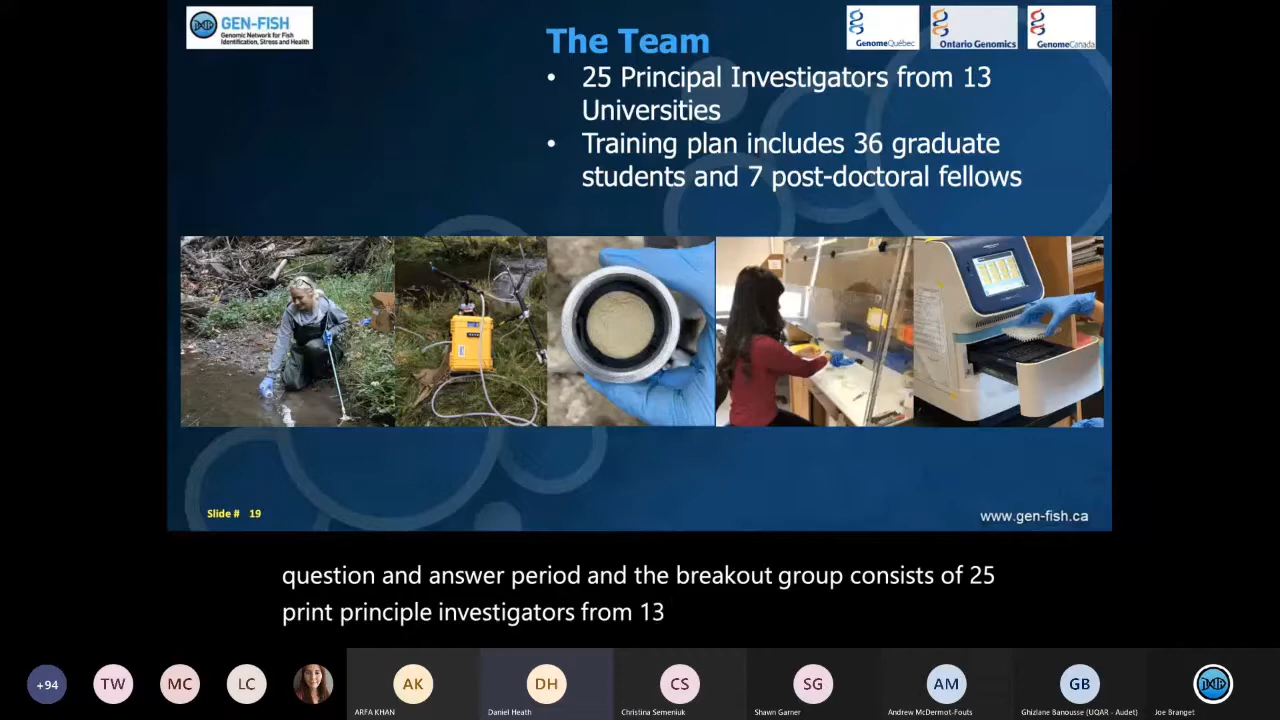 GEN-FISH
Genomic Network for Fish
Identification, Stress and Health
The Team
GenomeQuébec
Ontario Genomics
GenomeCanada
• 25 Principal Investigators from 13
Universities
• Training plan includes 36 graduate
students and 7 post-doctoral fellows
Slide # 19
www.gen-fish.ca
question and answer period and the breakout group consists of 25
print principle investigators from 13
+94
TW
MC
LC
AK
DH
CS
SG
AM
GB
ARFA KHAN
Daniel Heath
Christina Semeniuk
Shawn Garner
Andrew McDermot-Fouts
Ghizlane Banousse (UQAR - Audet)
Joe Branget